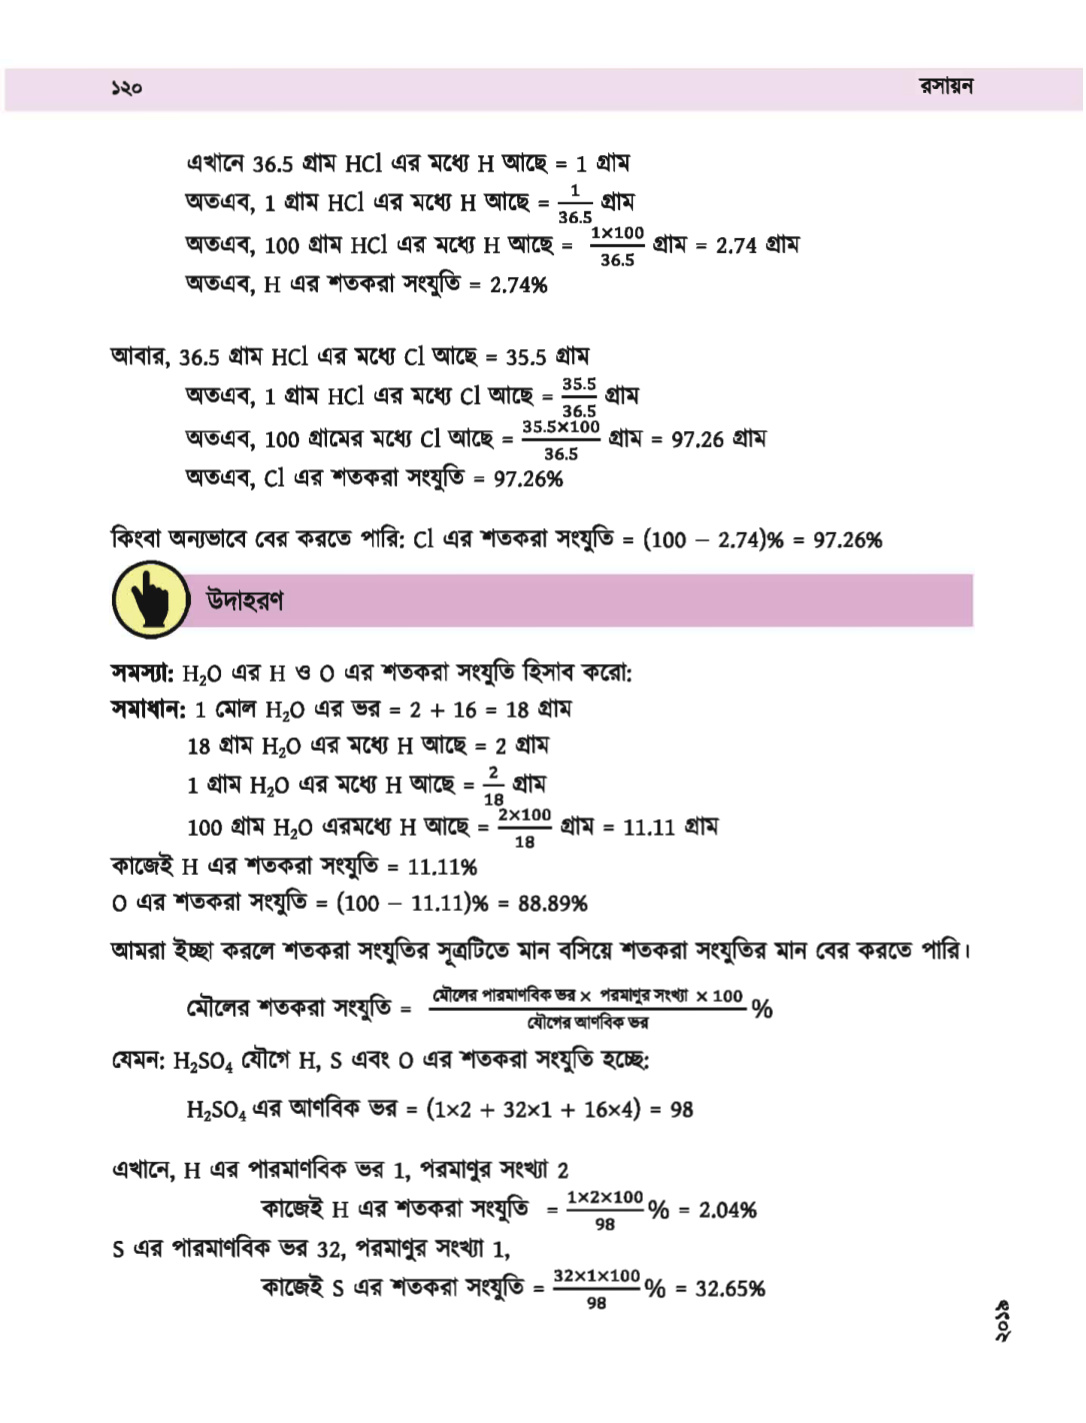 ১২০ রসায়ন
এখানে 36.5 গ্রাম HCl এর মধ্যে H আছে = 1 গ্রাম
অতএব, 1 গ্রাম HCl এর মধ্যে H আছে = 1/36.5 গ্রাম
অতএব, 100 গ্রাম HCl এর মধ্যে H আছে = 1×100/36.5 গ্রাম = 2.74 গ্রাম
অতএব, H এর শতকরা সংযুতি = 2.74%
আবার, 36.5 গ্রাম HCl এর মধ্যে Cl আছে = 35.5 গ্রাম
অতএব, 1 গ্রাম HCl এর মধ্যে Cl আছে = 35.5/36.5 গ্রাম
অতএব, 100 গ্রামের মধ্যে Cl আছে = 35.5×100/36.5 গ্রাম = 97.26 গ্রাম
অতএব, Cl এর শতকরা সংযুতি = 97.26%
কিংবা অন্যভাবে বের করতে পারি: Cl এর শতকরা সংযুতি = (100 – 2.74)% = 97.26%
উদাহরণ
সমস্যা: H₂O এর H ও O এর শতকরা সংযুতি হিসাব করো:
সমাধান: 1 মোল H₂O এর ভর = 2 + 16 = 18 গ্রাম
18 গ্রাম H₂O এর মধ্যে H আছে = 2 গ্রাম
1 গ্রাম H₂O এর মধ্যে H আছে = 2/18 গ্রাম
100 গ্রাম H₂O এরমধ্যে H আছে = 2×100/18 গ্রাম = 11.11 গ্রাম
কাজেই H এর শতকরা সংযুতি = 11.11%
O এর শতকরা সংযুতি = (100 – 11.11)% = 88.89%
আমরা ইচ্ছা করলে শতকরা সংযুতির সূত্রটিতে মান বসিয়ে শতকরা সংযুতির মান বের করতে পারি।
মৌলের শতকরা সংযুতি = মৌলের পারমাণবিক ভর × পরমাণুর সংখ্যা × 100/যৌগের আণবিক ভর %
যেমন: H₂SO₄ যৌগে H, S এবং O এর শতকরা সংযুতি হচ্ছে:
H₂SO₄ এর আণবিক ভর = (1×2 + 32×1 + 16×4) = 98
এখানে, H এর পারমাণবিক ভর 1, পরমাণুর সংখ্যা 2
কাজেই H এর শতকরা সংযুতি = 1×2×100/98 % = 2.04%
S এর পারমাণবিক ভর 32, পরমাণুর সংখ্যা 1,
কাজেই S এর শতকরা সংযুতি = 32×1×100/98 % = 32.65%
২০১৯